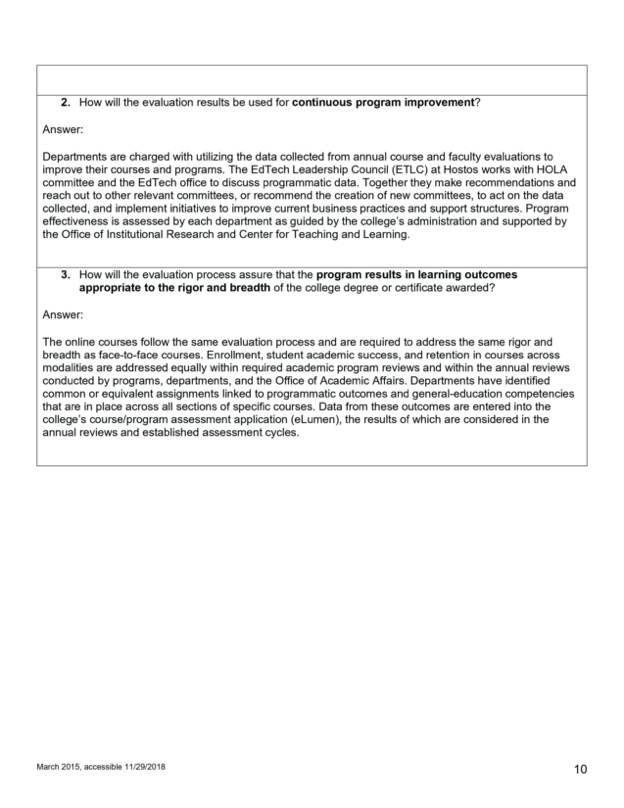 2. How will the evaluation results be used for continuous program improvement?
Answer:
Departments are charged with utilizing the data collected from annual course and faculty evaluations to
improve their courses and programs. The EdTech Leadership Council (ETLC) at Hostos works with HOLA
committee and the EdTech office to discuss programmatic data. Together they make recommendations and
reach out to other relevant committees, or recommend the creation of new committees, to act on the data
collected, and implement initiatives to improve current business practices and support structures. Program
effectiveness is assessed by each department as guided by the college's administration and supported by
the Office of Institutional Research and Center for Teaching and Learning.
3. How will the evaluation process assure that the program results in learning outcomes
appropriate to the rigor and breadth of the college degree or certificate awarded?
Answer:
The online courses follow the same evaluation process and are required to address the same rigor and
breadth as face-to-face courses. Enrollment, student academic success, and retention in courses across
modalities are addressed equally within required academic program reviews and within the annual reviews
conducted by programs, departments, and the Office of Academic Affairs. Departments have identified
common or equivalent assignments linked to programmatic outcomes and general-education competencies
that are in place across all sections of specific courses. Data from these outcomes are entered into the
college's course/program assessment application (eLumen), the results of which are considered in the
annual reviews and established assessment cycles.
March 2015, accessible 11/29/2018
10